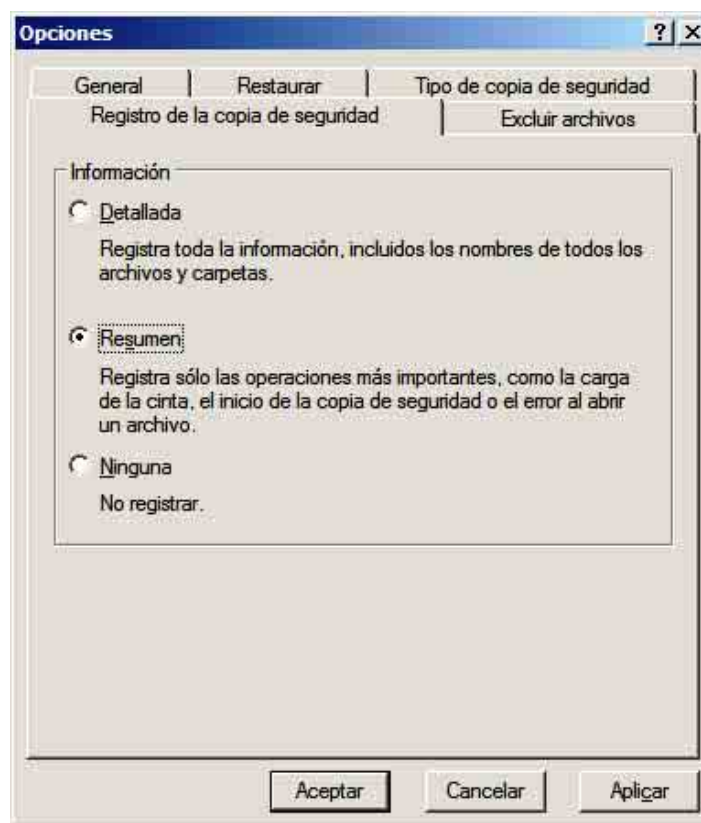 Opciones
General
Restaurar
Tipo de copia de seguridad
Registro de la copia de seguridad
Excluir archivos
Información
Detallada
Registra toda la información, incluidos los nombres de todos los
archivos y carpetas.
Resumen
Registra sólo las operaciones más importantes, como la carga
de la cinta, el inicio de la copia de seguridad o el error al abrir
un archivo.
Ninguna
No registrar.
Aceptar
Cancelar
Aplicar